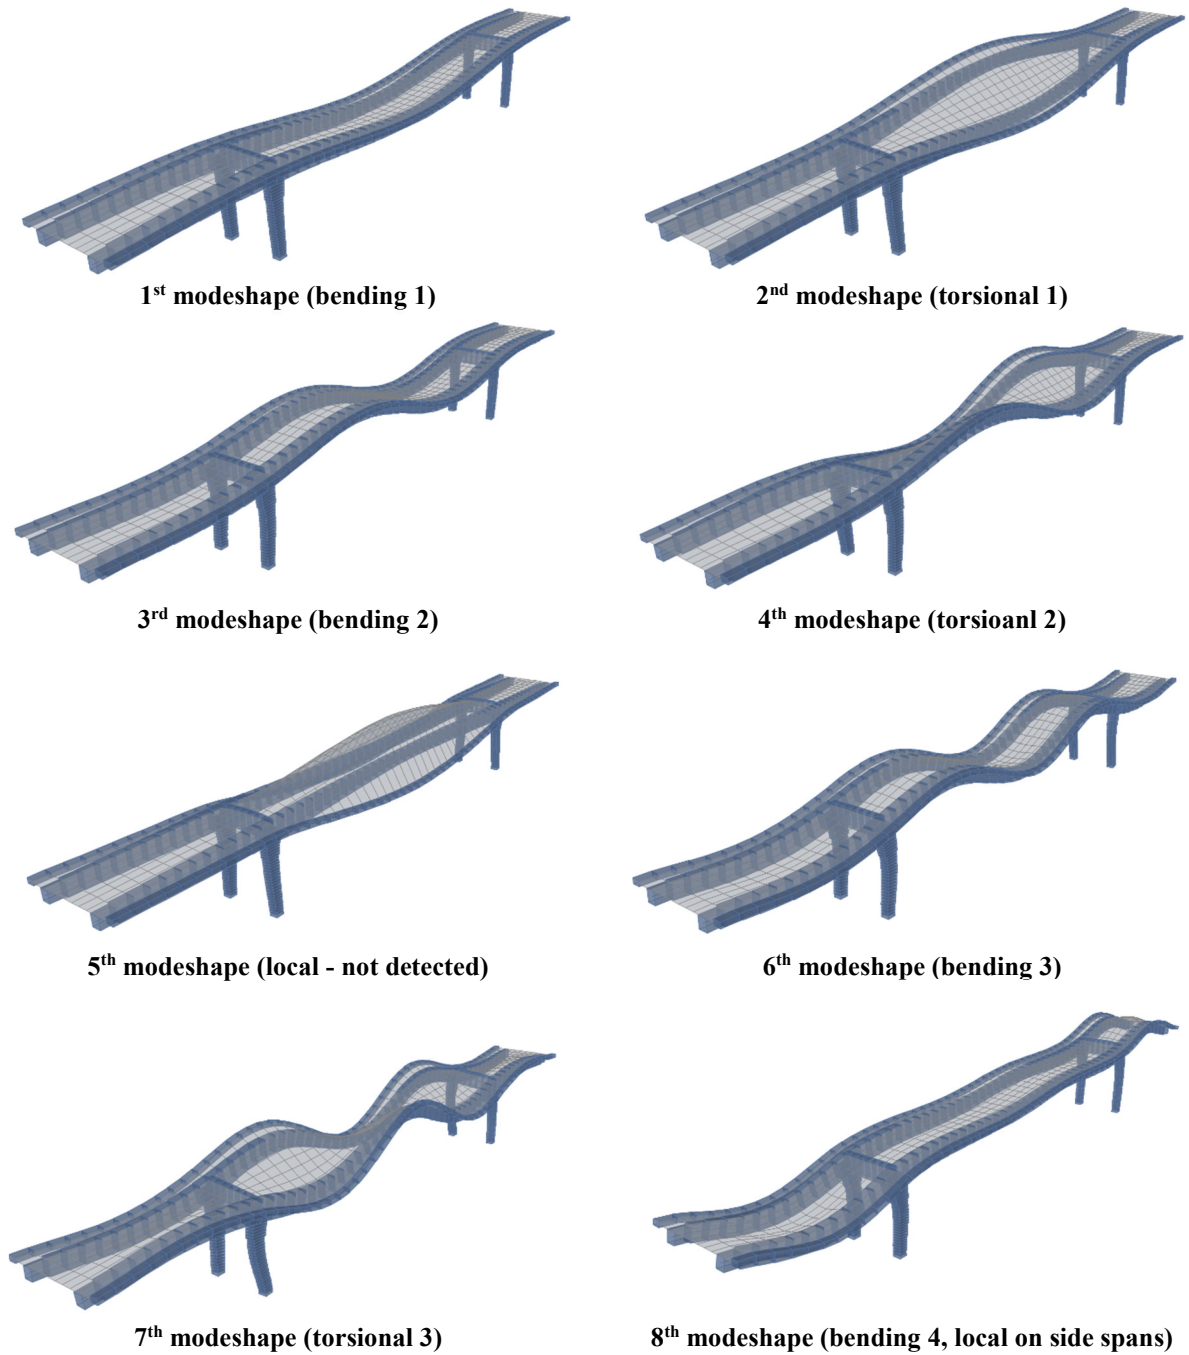 1st modeshape (bending 1)
2nd modeshape (torsional 1)
3rd modeshape (bending 2)
4th modeshape (torsioanl 2)
5th modeshape (local - not detected)
6th modeshape (bending 3)
7th modeshape (torsional 3)
8th modeshape (bending 4, local on side spans)